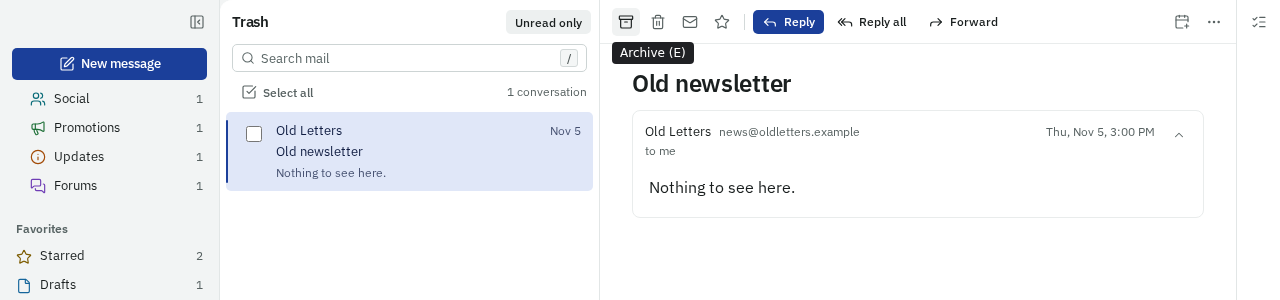 New message
Social 1
Promotions 1
Updates 1
Forums 1
Favorites
Starred 2
Drafts 1
Trash
Unread only
Search mail /
Select all
1 conversation
Old Letters Nov 5
Old newsletter
Nothing to see here.
Reply
Reply all
Forward
Archive (E)
Old newsletter
Old Letters news@oldletters.example Thu, Nov 5, 3:00 PM
to me
Nothing to see here.